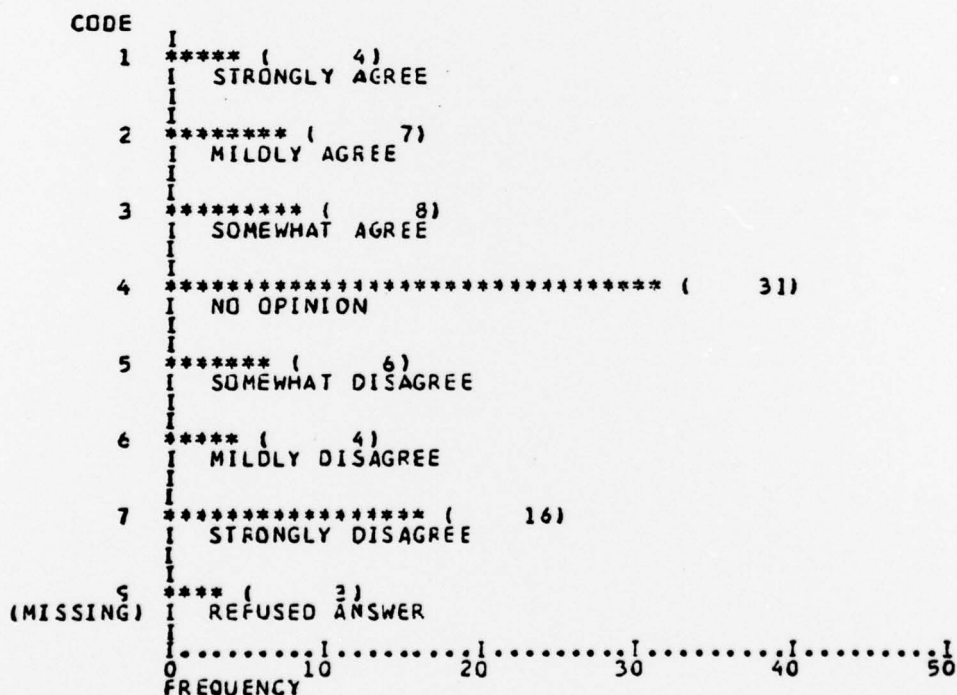 CODE
I
1 ***** ( 4)
I STRONGLY AGREE
I
I
2 ******** ( 7)
I MILDLY AGREE
I
I
3 ********* ( 8)
I SOMEWHAT AGREE
I
I
4 ******************************** ( 31)
I NO OPINION
I
I
5 ******* ( 6)
I SOMEWHAT DISAGREE
I
I
6 ***** ( 4)
I MILDLY DISAGREE
I
I
7 ***************** ( 16)
I STRONGLY DISAGREE
I
I
**** ( 3)
(MISSING) I REFUSED ANSWER
I
I.........I.........I.........I.........I.........I
0 10 20 30 40 50
FREQUENCY